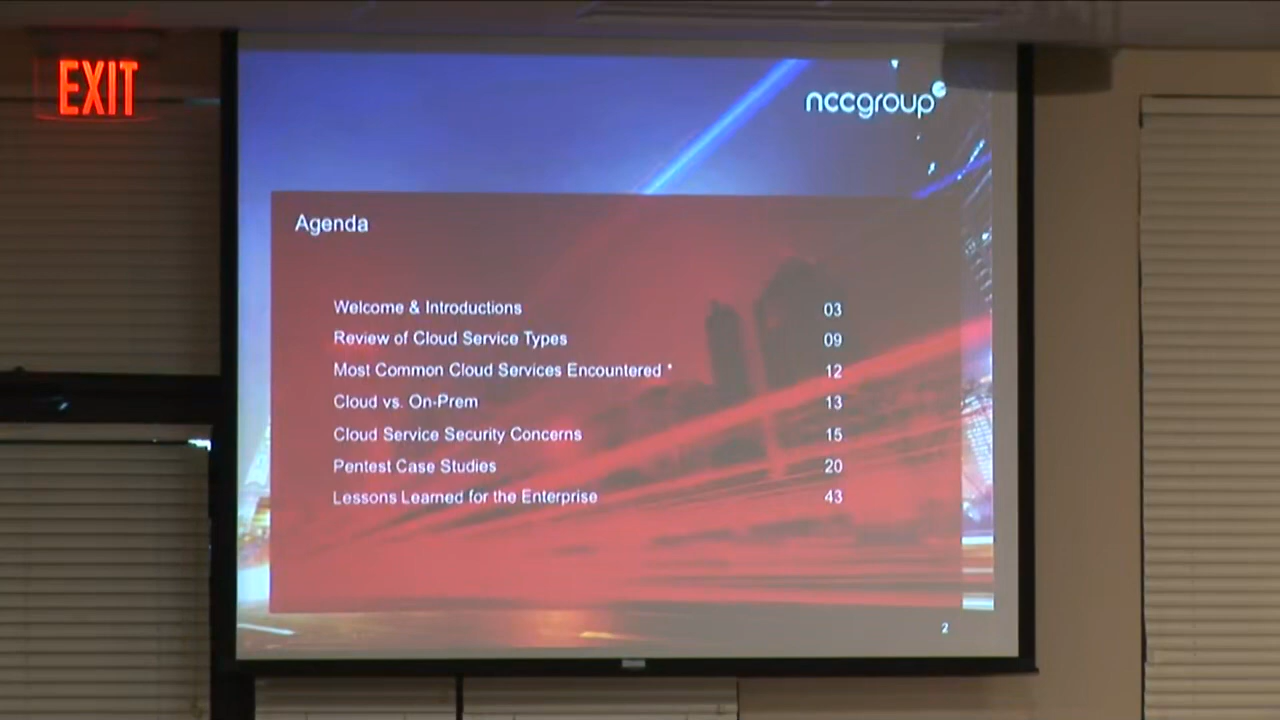 EXIT
nccgroup
Agenda
Welcome & Introductions 03
Review of Cloud Service Types 09
Most Common Cloud Services Encountered * 12
Cloud vs. On-Prem 13
Cloud Service Security Concerns 15
Pentest Case Studies 20
Lessons Learned for the Enterprise 43
2